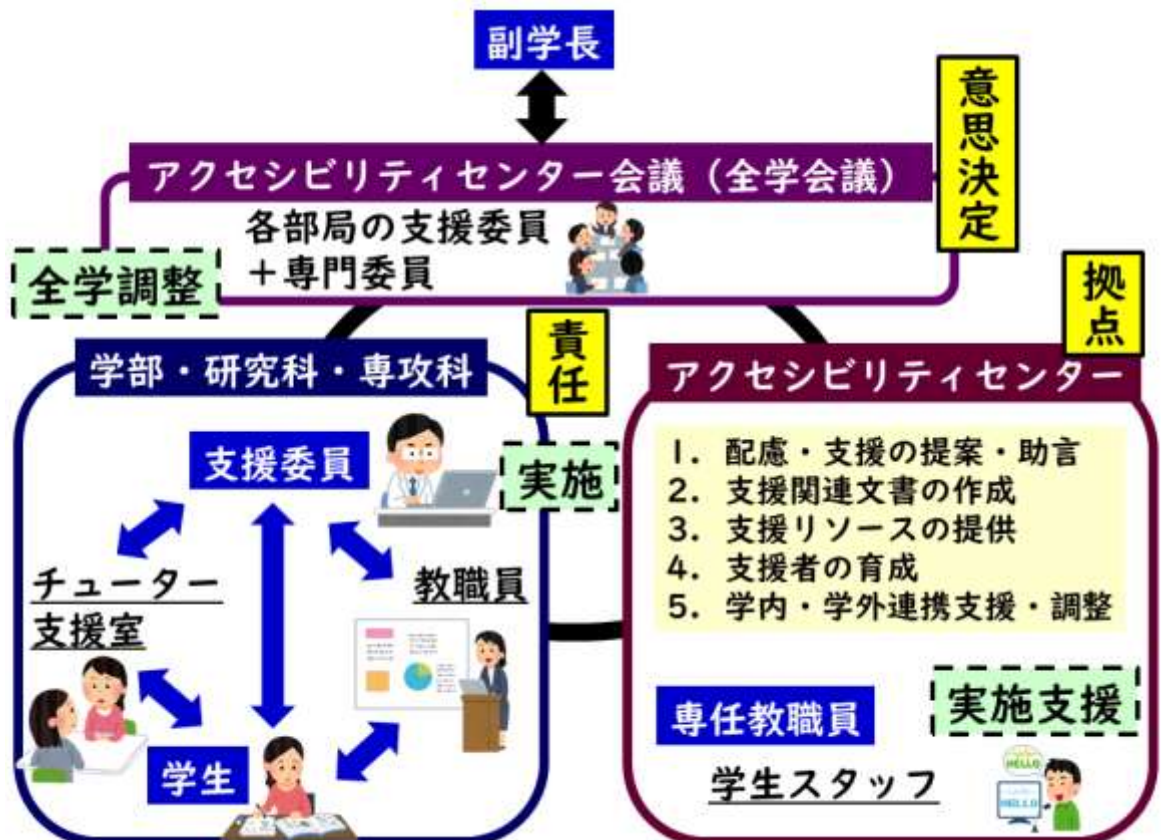 副学長
意思決定
アクセシビリティセンター会議（全学会議）
各部局の支援委員
＋専門委員
全学調整
拠点
責任
学部・研究科・専攻科
アクセシビリティセンター
支援委員
実施
チューター
支援室
教職員
学生
1. 配慮・支援の提案・助言
2. 支援関連文書の作成
3. 支援リソースの提供
4. 支援者の育成
5. 学内・学外連携支援・調整
専任教職員
実施支援
学生スタッフ
HELLO
HELLO